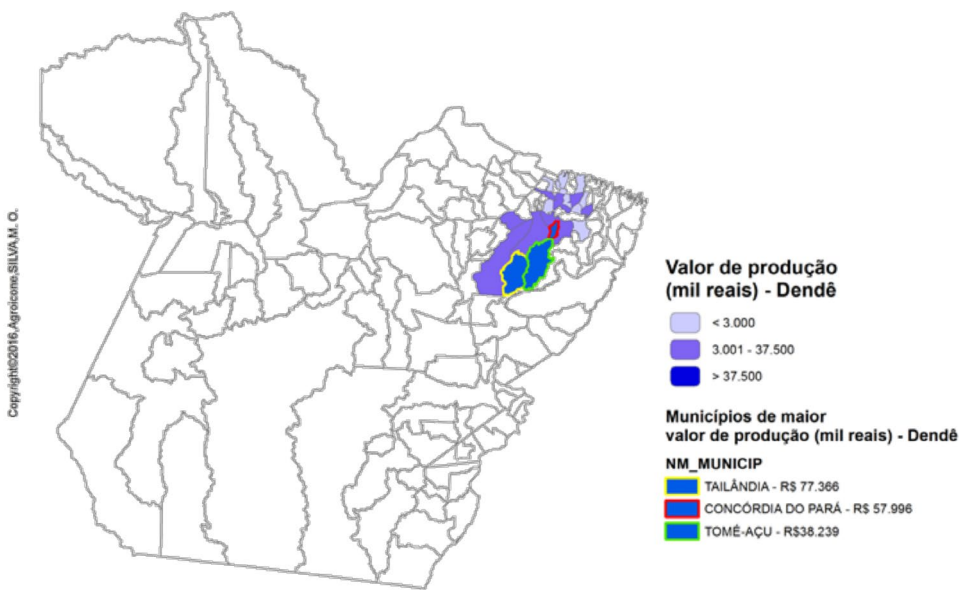 Copyright©2016,Agroicone,SILVA,M. O.
Valor de produção
(mil reais) - Dendê
< 3.000
3.001 - 37.500
> 37.500
Municípios de maior
valor de produção (mil reais) - Dendê
NM_MUNICIP
TAILÂNDIA - R$ 77.366
CONCÓRDIA DO PARÁ - R$ 57.996
TOMÉ-AÇU - R$38.239